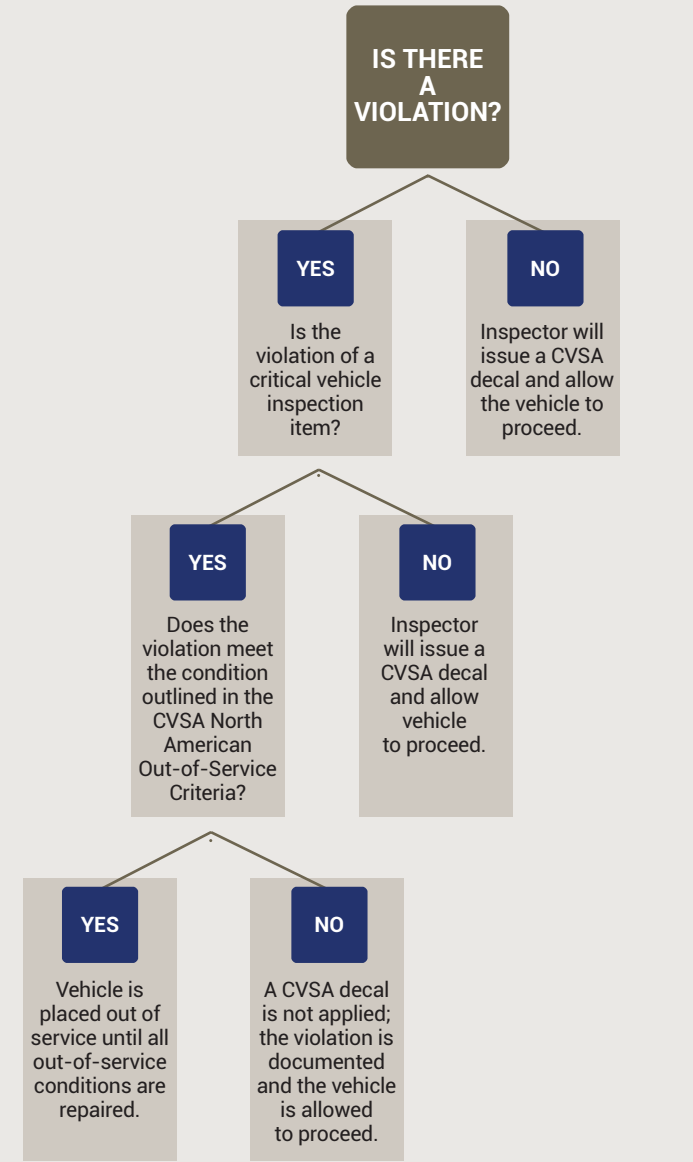 IS THERE
A
VIOLATION?
YES
Is the
violation of a
critical vehicle
inspection
item?
NO
Inspector will
issue a CVSA
decal and allow
the vehicle to
proceed.
YES
Does the
violation meet
the condition
outlined in the
CVSA North
American
Out-of-Service
Criteria?
NO
Inspector
will issue a
CVSA decal
and allow
vehicle
to proceed.
YES
Vehicle is
placed out of
service until all
out-of-service
conditions are
repaired.
NO
A CVSA decal
is not applied;
the violation is
documented
and the vehicle
is allowed
to proceed.